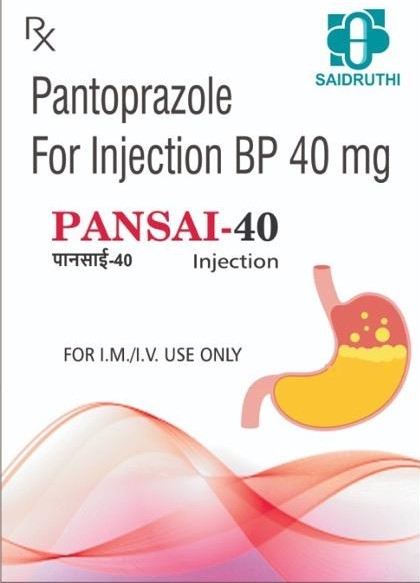 Rx
SAIDRUTHI
Pantoprazole
For Injection BP 40 mg
PANSAI-40
पानसाई-40 Injection
FOR I.M./I.V. USE ONLY